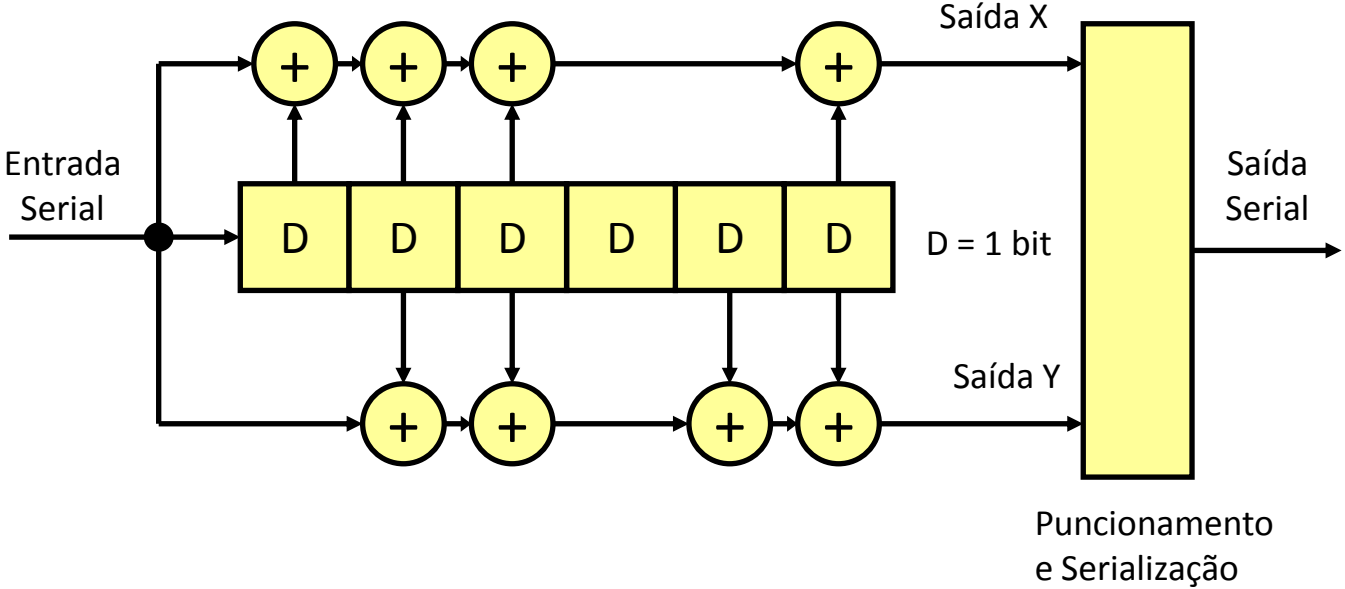 Saída X
+ + + +
Entrada
Serial
D D D D D D
D = 1 bit
Saída
Serial
Saída Y
+ + + +
Puncionamento
e Serialização